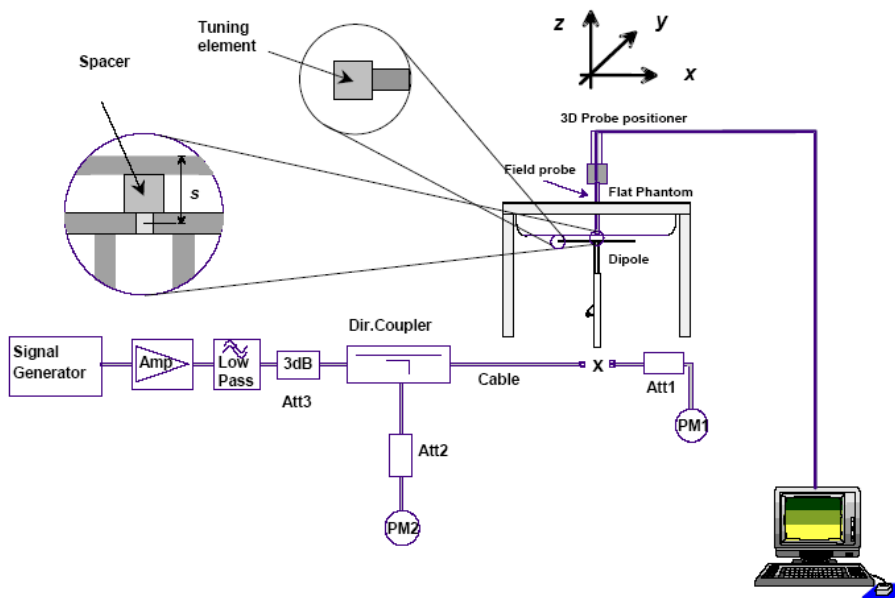 Tuning
element
Spacer
z
y
x
3D Probe positioner
s
Field probe
Flat Phantom
Dipole
Dir.Coupler
Signal
Generator
Amp
Low
Pass
3dB
Att3
Cable
x
Att1
PM1
Att2
PM2